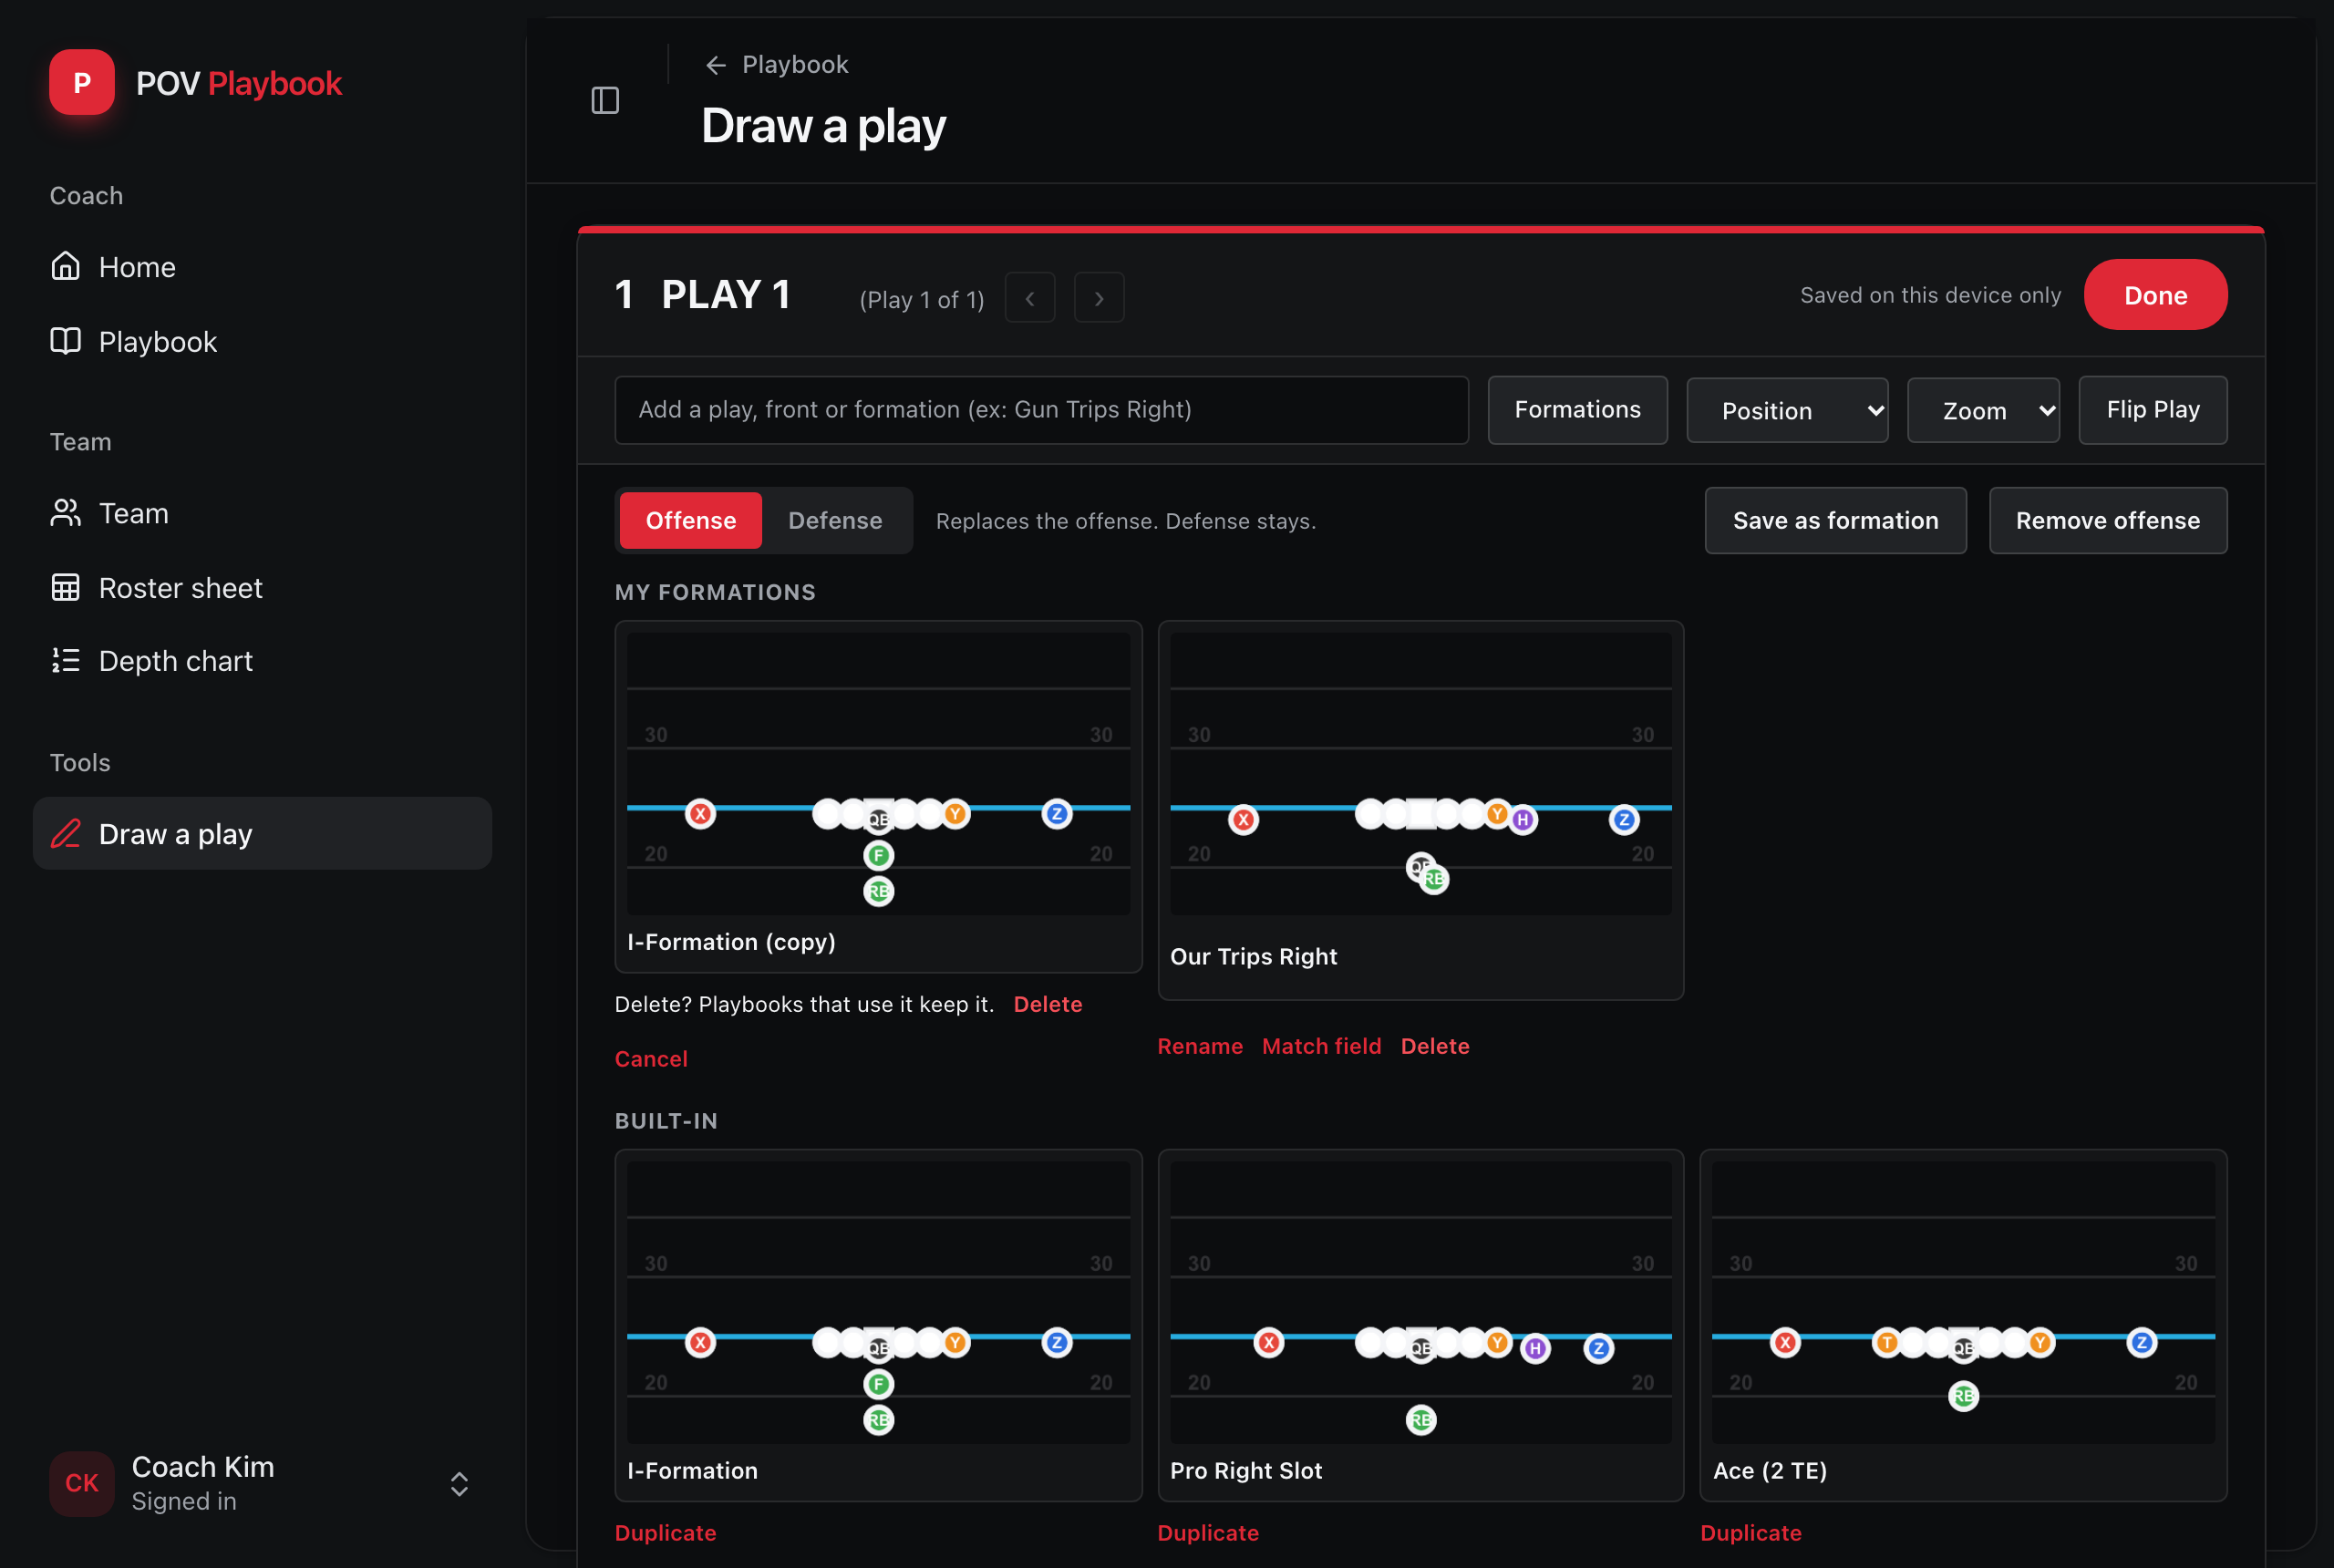 P POV Playbook
Coach
Home
Playbook
Team
Team
Roster sheet
Depth chart
Tools
Draw a play
CK Coach Kim
Signed in
← Playbook
Draw a play
1 PLAY 1 (Play 1 of 1) ‹ ›
Saved on this device only Done
Add a play, front or formation (ex: Gun Trips Right) Formations Position Zoom Flip Play
Offense Defense Replaces the offense. Defense stays. Save as formation Remove offense
MY FORMATIONS
30 30
X QB Y Z
20 F 20
RB
I-Formation (copy)
Delete? Playbooks that use it keep it. Delete
Cancel
30 30
X Y H Z
20 20
QB RB
Our Trips Right
Rename Match field Delete
BUILT-IN
30 30
X QB Y Z
20 F 20
RB
I-Formation
Duplicate
30 30
X QB Y H Z
20 20
RB
Pro Right Slot
Duplicate
30 30
X T QB Y Z
20 20
RB
Ace (2 TE)
Duplicate